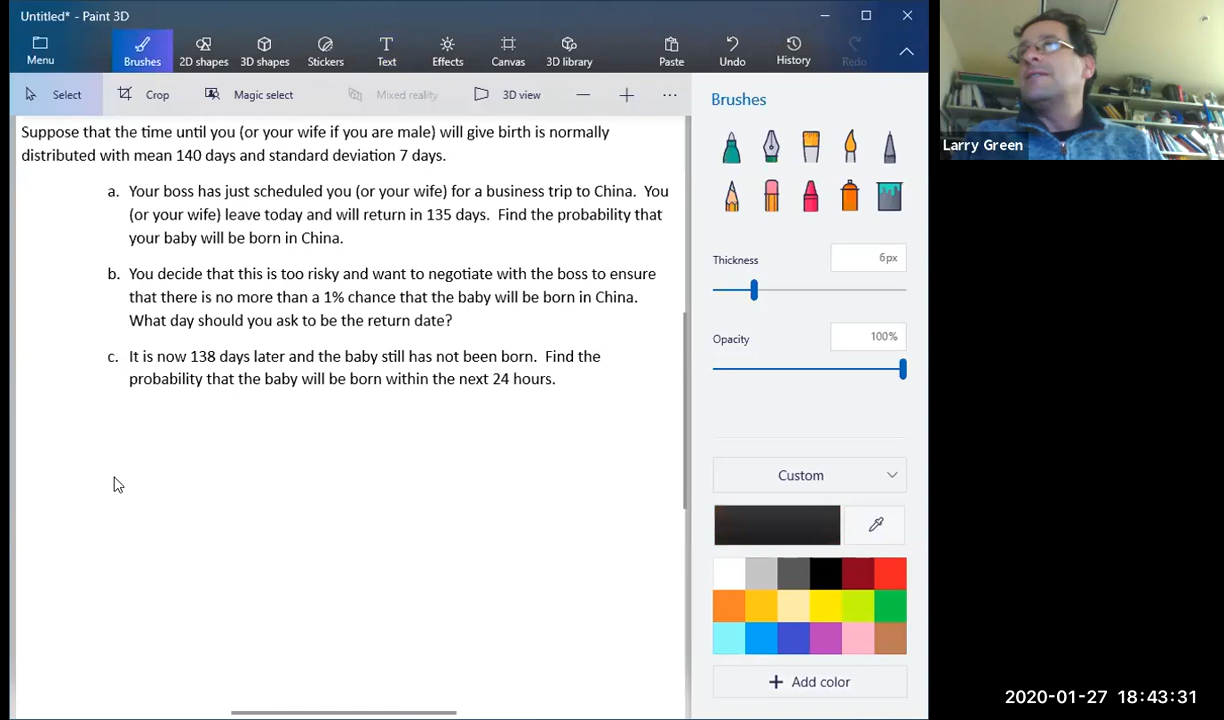 Untitled* - Paint 3D
Menu
Brushes
2D shapes
3D shapes
Stickers
Text
Effects
Canvas
3D library
Paste
Undo
History
Redo
Select
Crop
Magic select
Mixed reality
3D view
Suppose that the time until you (or your wife if you are male) will give birth is normally
distributed with mean 140 days and standard deviation 7 days.
a. Your boss has just scheduled you (or your wife) for a business trip to China. You
(or your wife) leave today and will return in 135 days. Find the probability that
your baby will be born in China.
b. You decide that this is too risky and want to negotiate with the boss to ensure
that there is no more than a 1% chance that the baby will be born in China.
What day should you ask to be the return date?
c. It is now 138 days later and the baby still has not been born. Find the
probability that the baby will be born within the next 24 hours.
Brushes
Thickness
6px
Opacity
100%
Custom
Add color
Larry Green
2020-01-27 18:43:31